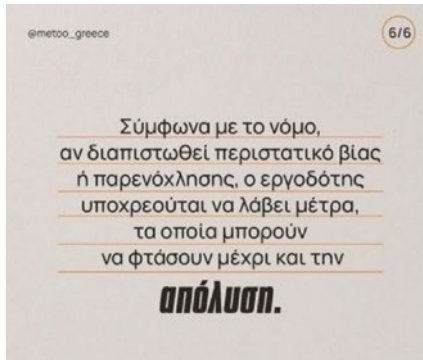 @metoo_greece
6/6
Σύμφωνα με το νόμο,
αν διαπιστωθεί περιστατικό βίας
ή παρενόχλησης, ο εργοδότης
υποχρεούται να λάβει μέτρα,
τα οποία μπορούν
να φτάσουν μέχρι και την
απόλυση.